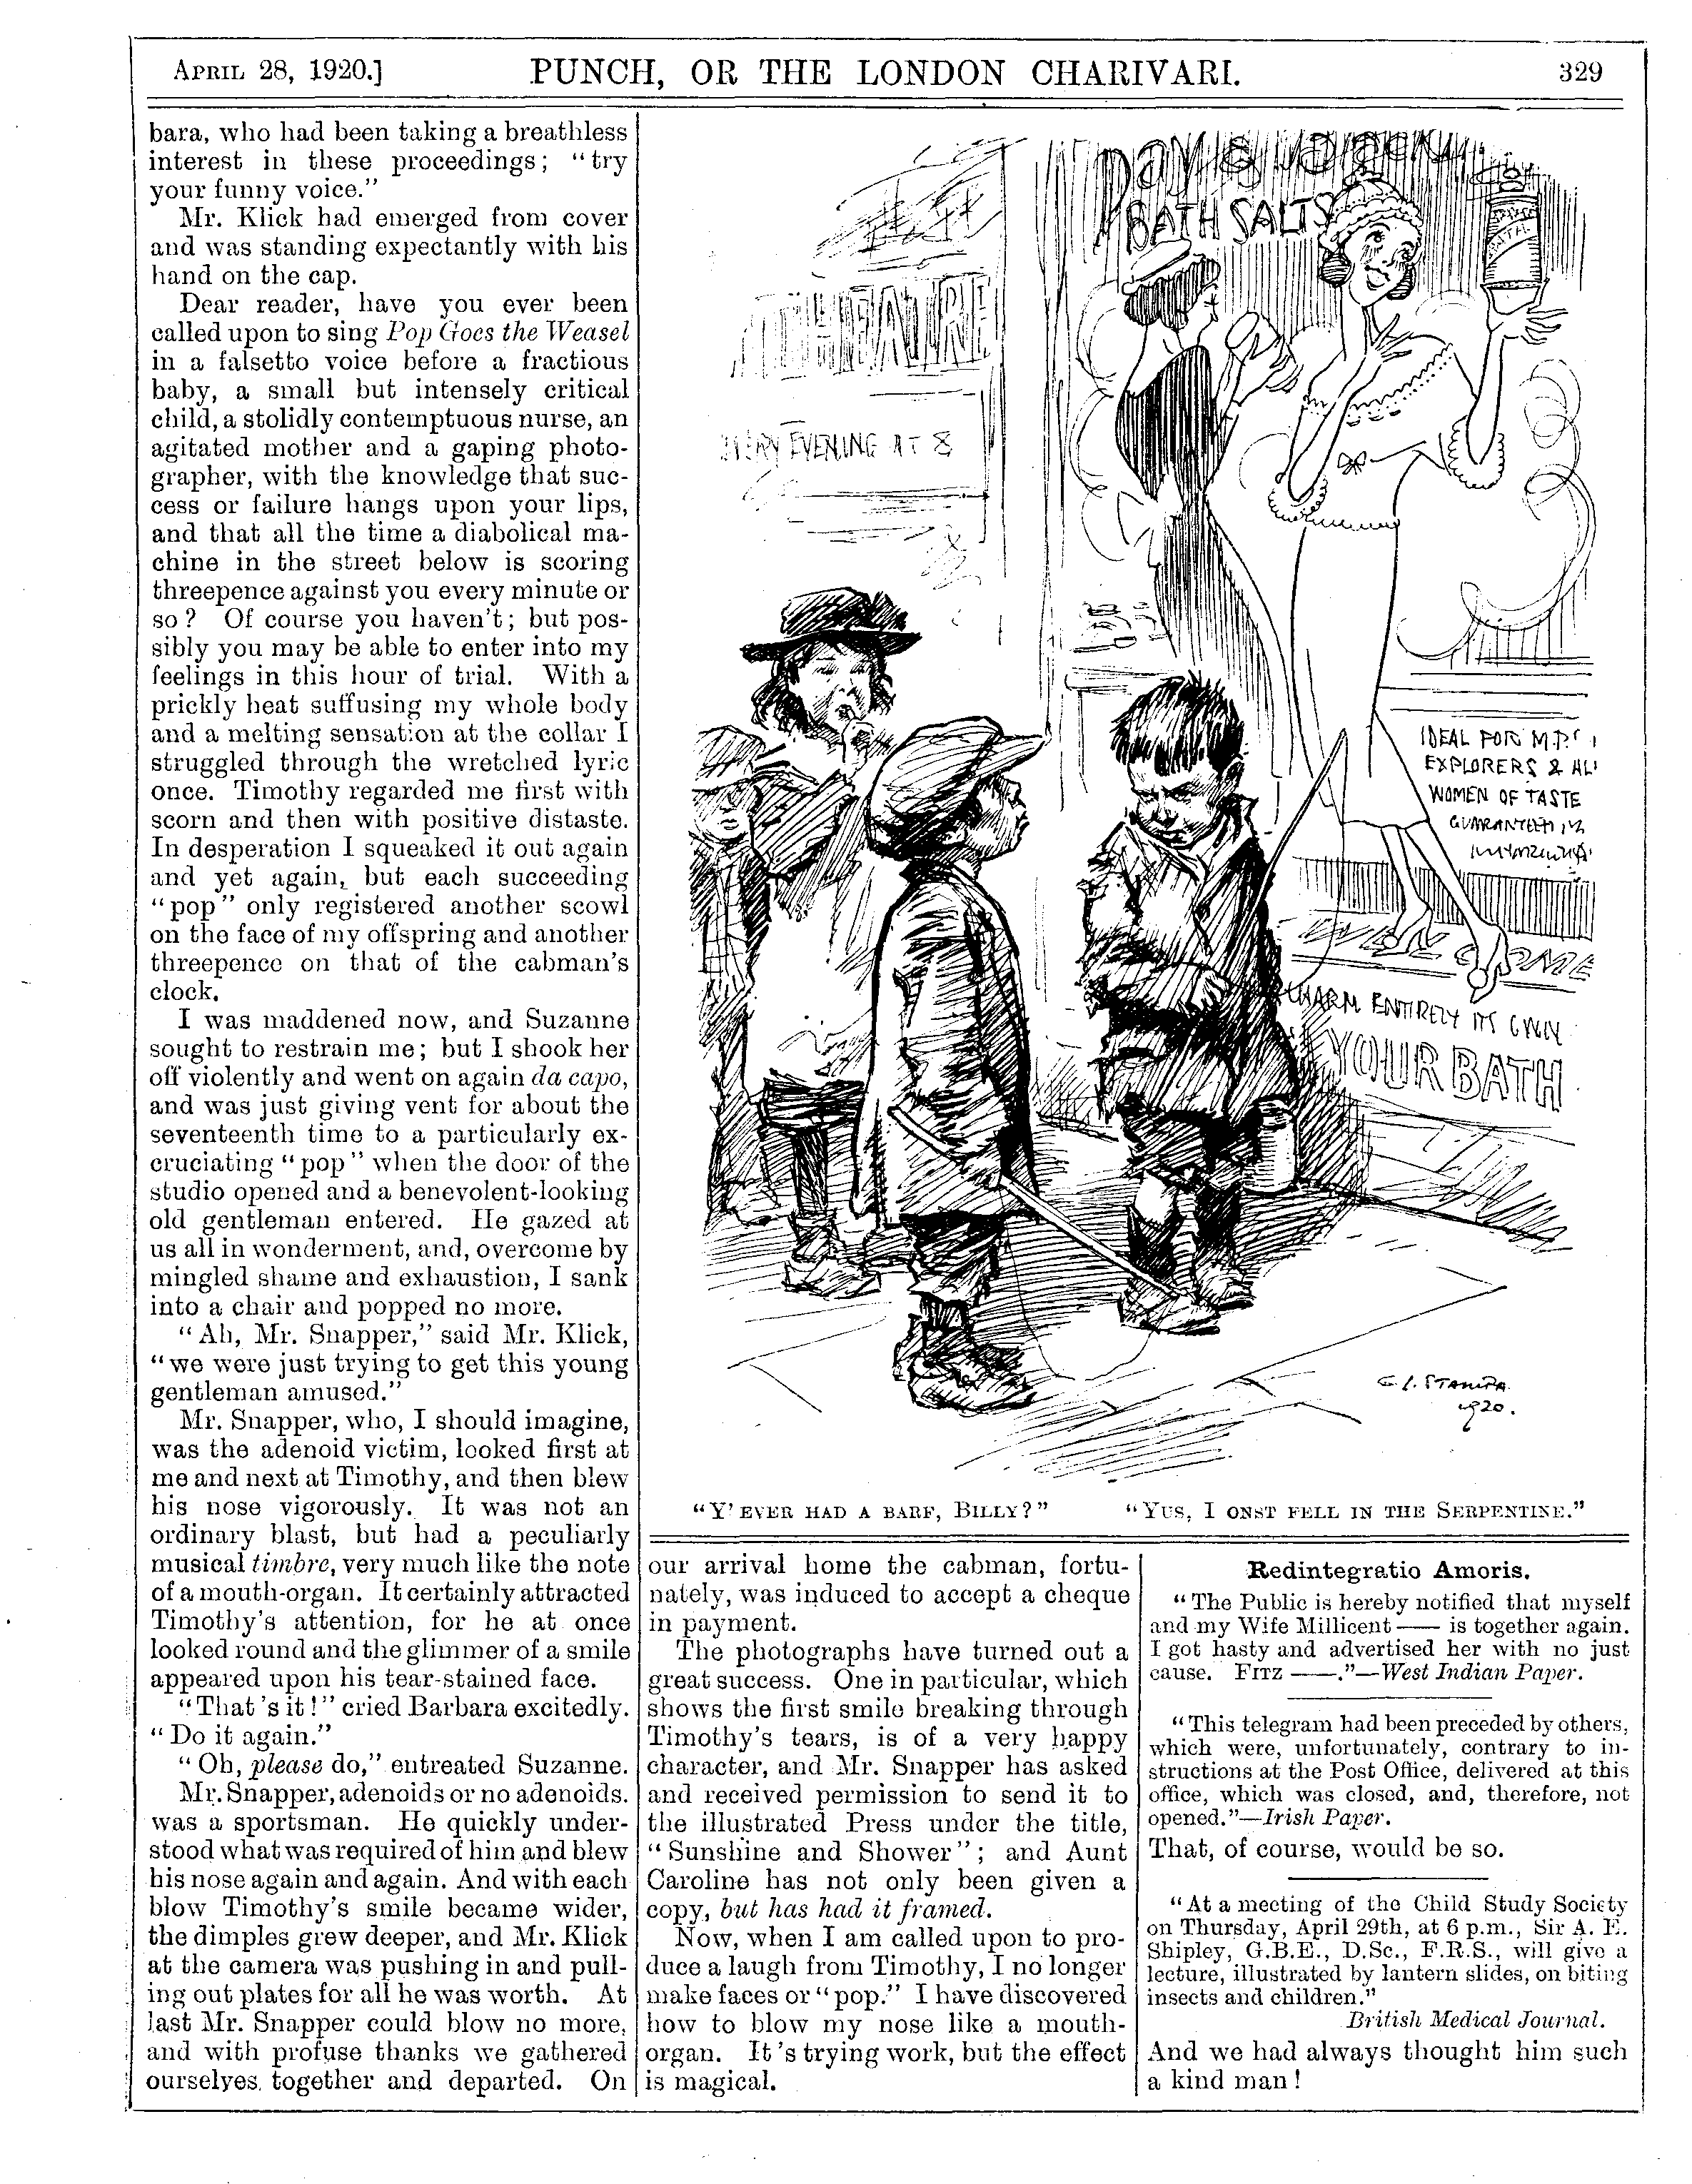 APRIL 28, 1920.]
PUNCH, OR THE LONDON CHARIVARI.
329
bara, who had been taking a breathless
interest in these proceedings; "try
your funny voice."
Mr. Klick had emerged from cover
and was standing expectantly with his
hand on the cap.
Dear reader, have you ever been
called upon to sing Pop Goes the Weasel
in a falsetto voice before a fractious
baby, a small but intensely critical
child, a stolidly contemptuous nurse, an
agitated mother and a gaping photo-
grapher, with the knowledge that suc-
cess or failure hangs upon your lips,
and that all the time a diabolical ma-
chine in the street below is scoring
threepence against you every minute or
so? Of course you haven't; but pos-
sibly you may be able to enter into my
feelings in this hour of trial. With a
prickly heat suffusing my whole body
and a melting sensation at the collar I
struggled through the wretched lyric
once. Timothy regarded me first with
scorn and then with positive distaste.
In desperation I squeaked it out again
and yet again, but each succeeding
"pop" only registered another scowl
on the face of my offspring and another
threepence on that of the cabman's
clock.
I was maddened now, and Suzanne
sought to restrain me; but I shook her
off violently and went on again da capo,
and was just giving vent for about the
seventeenth time to a particularly ex-
cruciating "pop" when the door of the
studio opened and a benevolent-looking
old gentleman entered. He gazed at
us all in wonderment, and, overcome by
mingled shame and exhaustion, I sank
into a chair and popped no more.
"Ah, Mr. Snapper," said Mr. Klick,
"we were just trying to get this young
gentleman amused."
Mr. Snapper, who, I should imagine,
was the adenoid victim, looked first at
me and next at Timothy, and then blew
his nose vigorously. It was not an
ordinary blast, but had a peculiarly
musical timbre, very much like the note
of a mouth-organ. It certainly attracted
Timothy's attention, for he at once
looked round and the glimmer of a smile
appeared upon his tear-stained face.
"That's it!" cried Barbara excitedly.
"Do it again."
"Oh, please do," entreated Suzanne.
Mr. Snapper, adenoids or no adenoids.
was a sportsman. He quickly under-
stood what was required of him and blew
his nose again and again. And with each
blow Timothy's smile became wider,
the dimples grew deeper, and Mr. Klick
at the camera was pushing in and pull-
ing out plates for all he was worth. At
last Mr. Snapper could blow no more,
and with profuse thanks we gathered
ourselves together and departed. On
THEATRE
EVERY EVENING AT 8
BATH SALTS
IDEAL FOR M.P.'S
EXPLORERS & ALL
WOMEN OF TASTE
GUARANTEED
WELCOME
CHARM ENTIRELY ITS OWN
YOUR BATH
G. L. STAMPA
1920.
"Y' EVER HAD A BARF, BILLY?"
"YUS, I ONST FELL IN THE SERPENTINE."
our arrival home the cabman, fortu-
nately, was induced to accept a cheque
in payment.
The photographs have turned out a
great success. One in particular, which
shows the first smile breaking through
Timothy's tears, is of a very happy
character, and Mr. Snapper has asked
and received permission to send it to
the illustrated Press under the title,
"Sunshine and Shower"; and Aunt
Caroline has not only been given a
copy, but has had it framed.
Now, when I am called upon to pro-
duce a laugh from Timothy, I no longer
make faces or "pop." I have discovered
how to blow my nose like a mouth-
organ. It's trying work, but the effect
is magical.
Redintegratio Amoris.
"The Public is hereby notified that myself
and my Wife Millicent —— is together again.
I got hasty and advertised her with no just
cause. FITZ ——."—West Indian Paper.
"This telegram had been preceded by others,
which were, unfortunately, contrary to in-
structions at the Post Office, delivered at this
office, which was closed, and, therefore, not
opened."—Irish Paper.
That, of course, would be so.
"At a meeting of the Child Study Society
on Thursday, April 29th, at 6 p.m., Sir A. E.
Shipley, G.B.E., D.Sc., F.R.S., will give a
lecture, illustrated by lantern slides, on biting
insects and children."
British Medical Journal.
And we had always thought him such
a kind man!